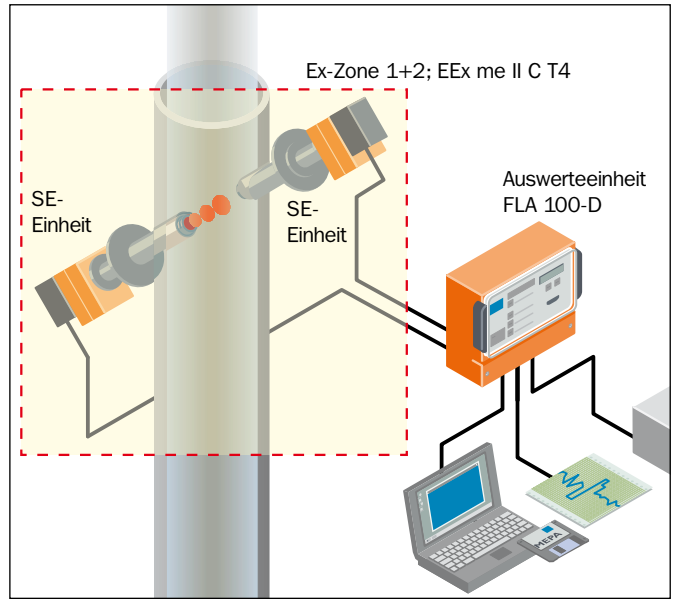 Ex-Zone 1+2; EEx me II C T4
SE-
Einheit
SE-
Einheit
Auswerteeinheit
FLA 100-D
MEPA